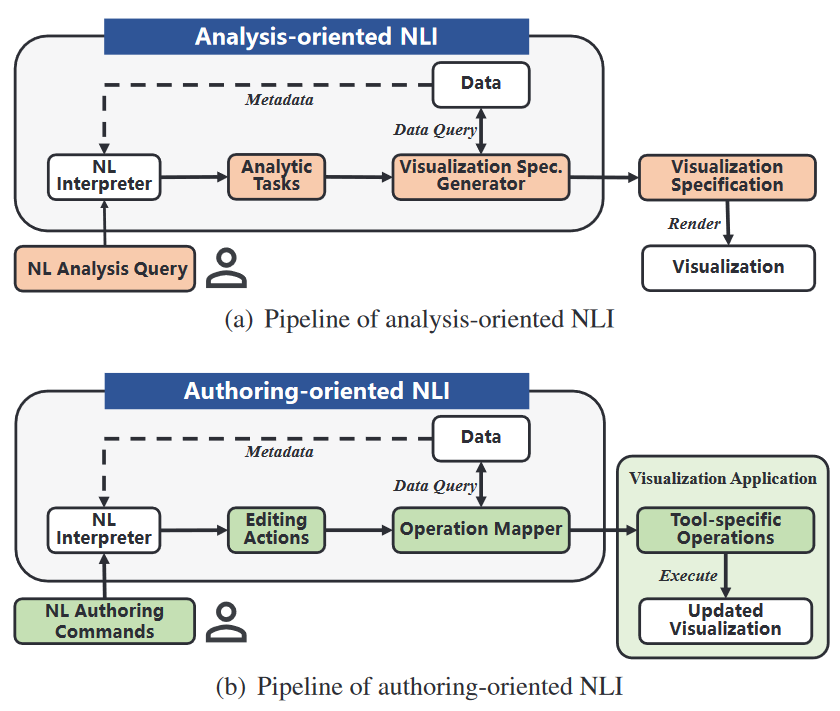 Analysis-oriented NLI
Data
Metadata
Data Query
NL
Interpreter
Analytic
Tasks
Visualization Spec.
Generator
Visualization
Specification
Render
NL Analysis Query
Visualization
(a) Pipeline of analysis-oriented NLI
Authoring-oriented NLI
Data
Metadata
Visualization Application
Data Query
NL
Interpreter
Editing
Actions
Operation Mapper
Tool-specific
Operations
Execute
NL Authoring
Commands
Updated
Visualization
(b) Pipeline of authoring-oriented NLI